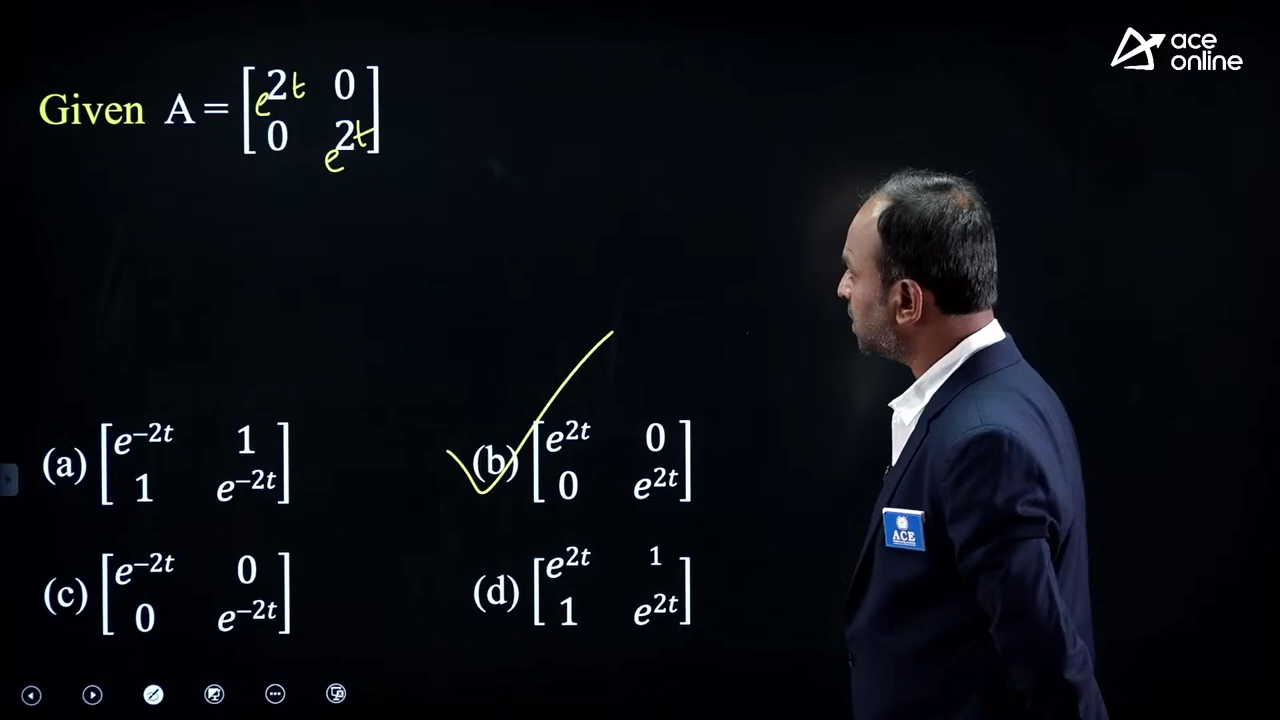 ace
online
Given A = [2 0
e t
0 2]
e t
(a) [e^{-2t} 1
1 e^{-2t}]
(b) [e^{2t} 0
0 e^{2t}]
(c) [e^{-2t} 0
0 e^{-2t}]
(d) [e^{2t} 1
1 e^{2t}]
ACE